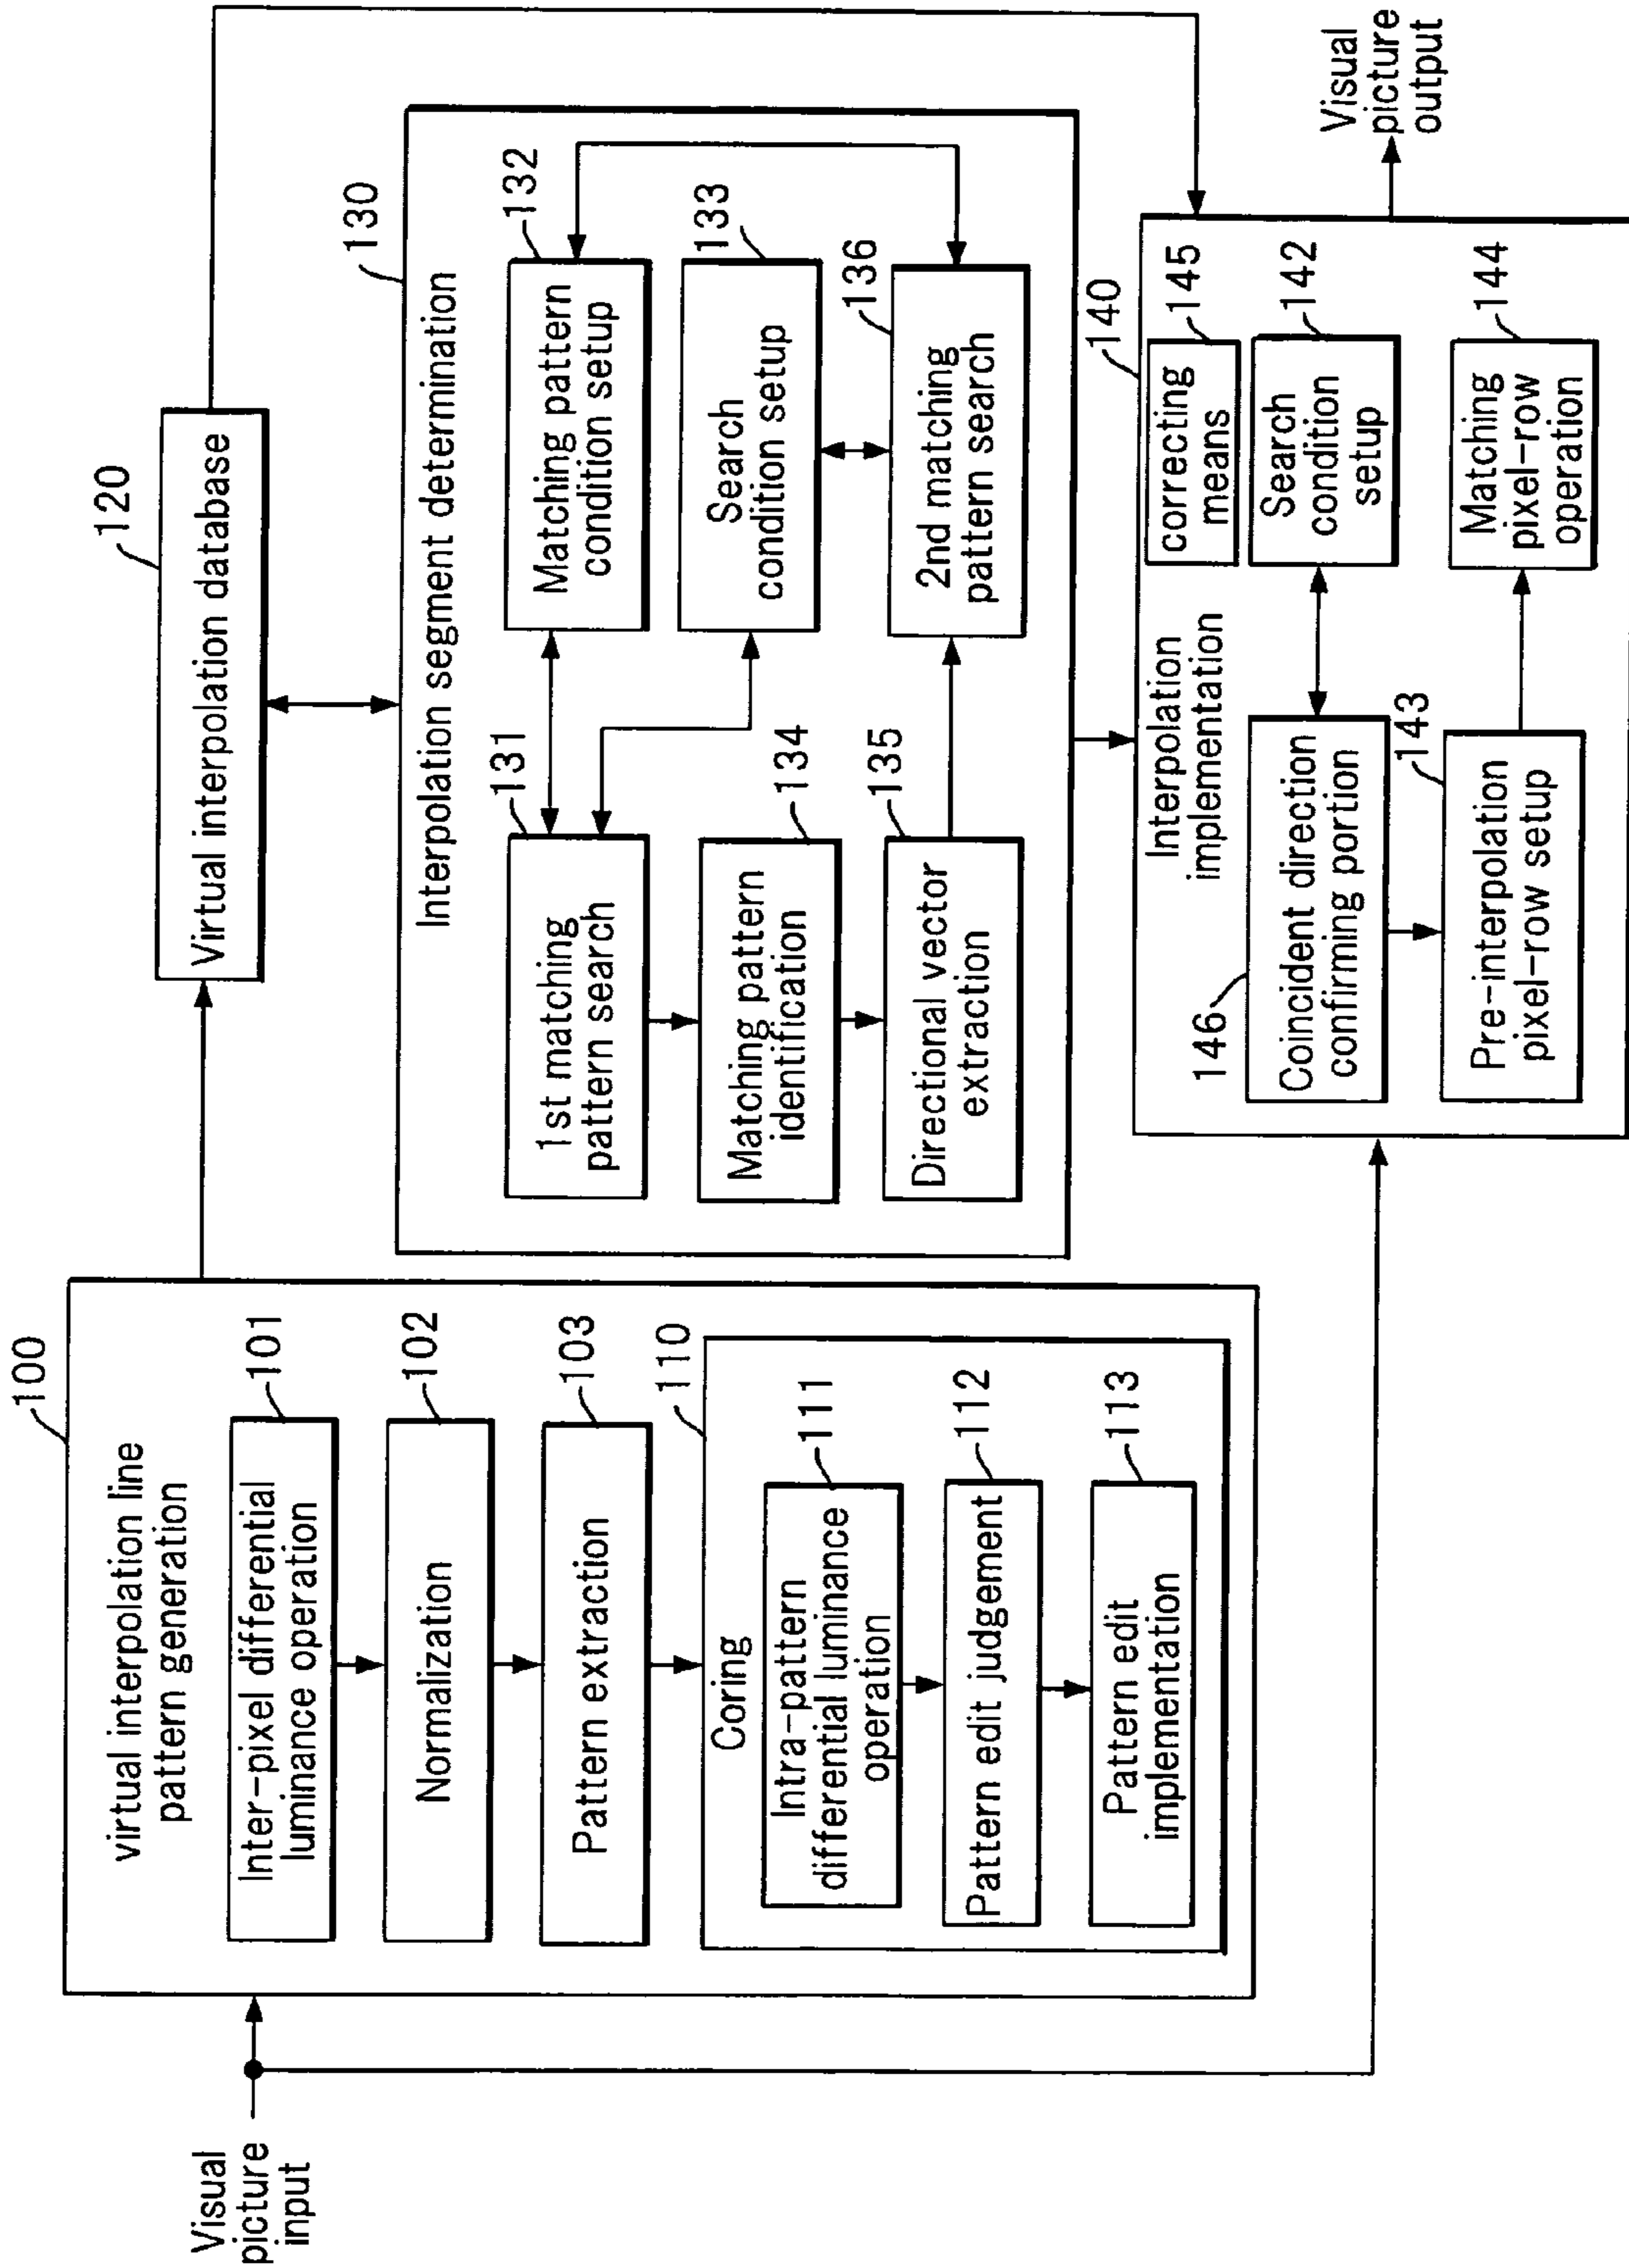 Visual
picture
input
100
virtual interpolation line
pattern generation
101
Inter-pixel differential
luminance operation
102
Normalization
103
Pattern extraction
110
Coring
111
Intra-pattern
differential luminance
operation
112
Pattern edit judgement
113
Pattern edit
implementation
120
Virtual interpolation database
130
Interpolation segment determination
131
1st matching
pattern search
132
Matching pattern
condition setup
134
Matching pattern
identification
133
Search
condition setup
135
Directional vector
extraction
136
2nd matching
pattern search
140
Interpolation
implementation
correcting
means
145
146
Coincident direction
confirming portion
Search
condition
setup
142
143
Pre-interpolation
pixel-row setup
Matching
pixel-row
operation
144
Visual
picture
output